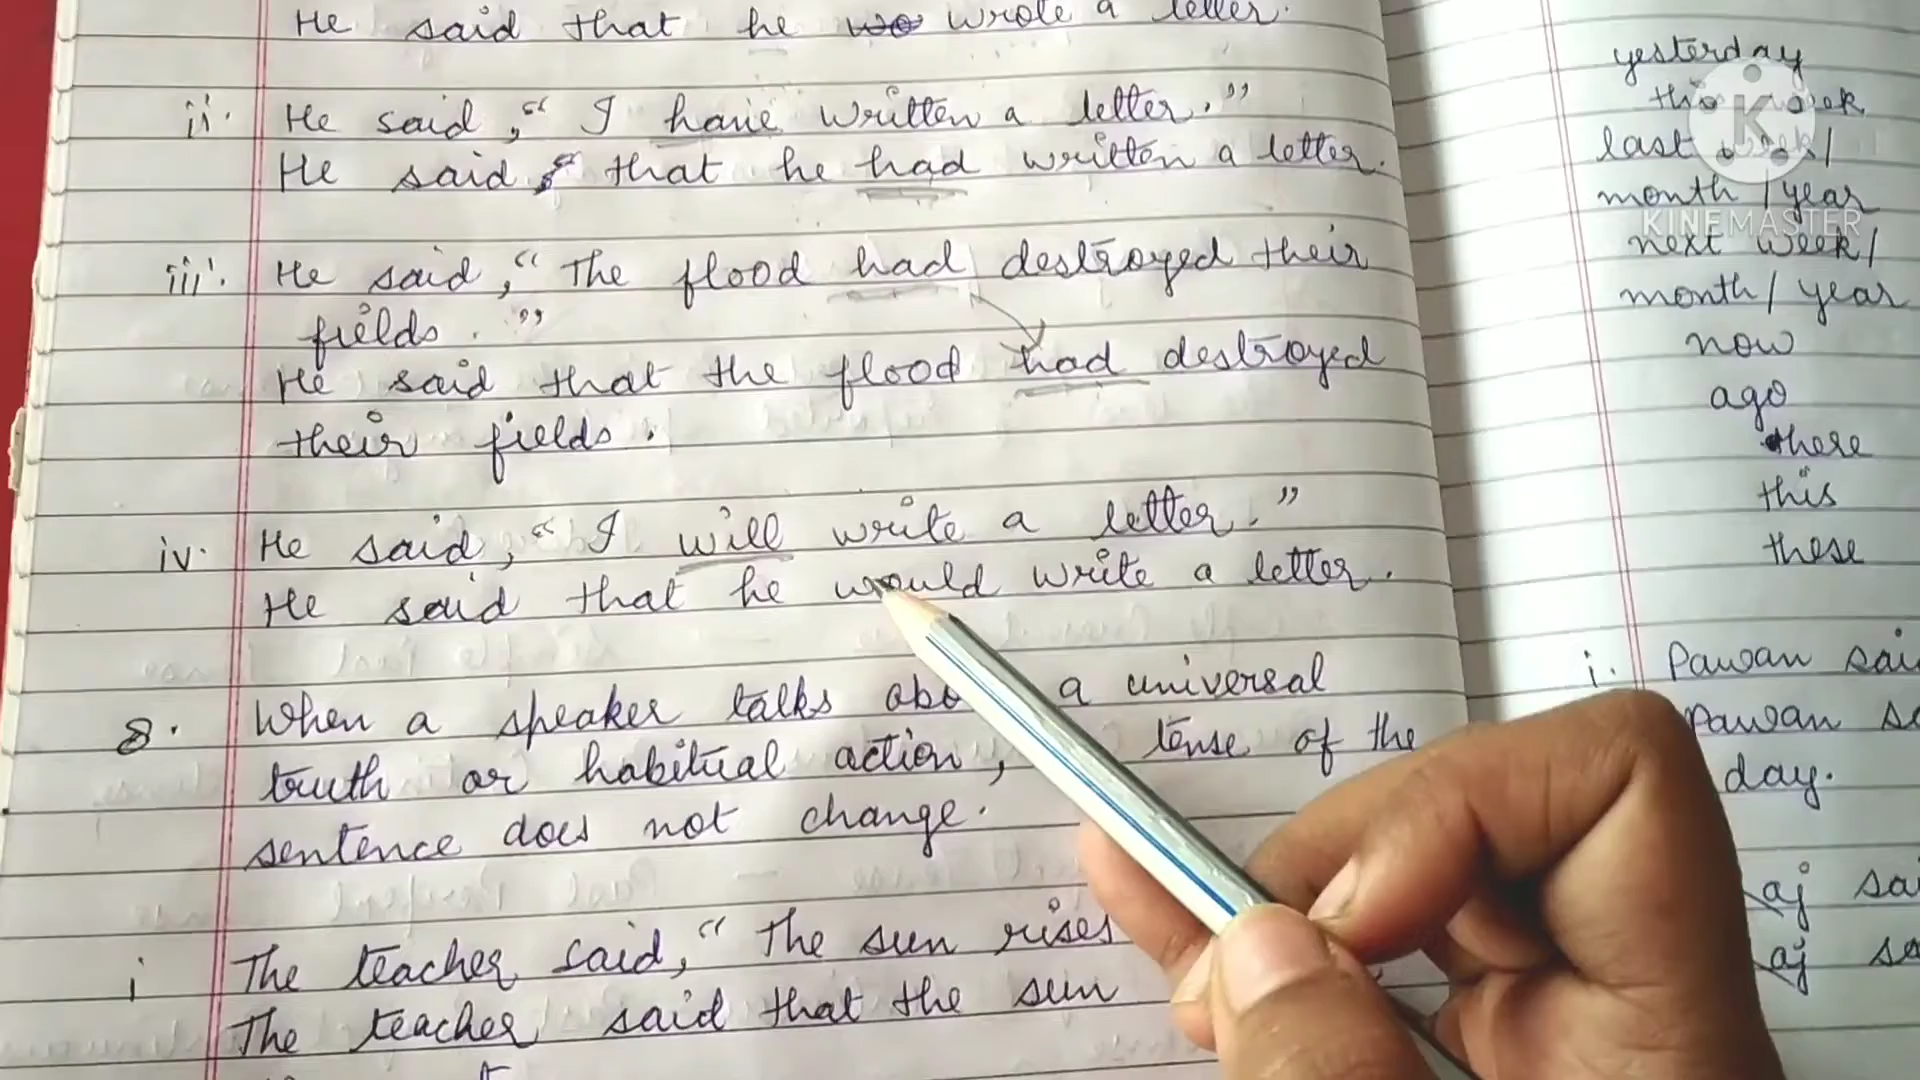 He said that he wrote a letter.
ii. He said, "I have written a letter."
He said that he had written a letter.
iii. He said, "The flood had destroyed their
fields."
He said that the flood had destroyed
their fields.
iv. He said, "I will write a letter."
He said that he would write a letter.
8. When a speaker talks a universal
truth or habitual action, tense of the
sentence does not change.
i The teacher said, "The sun rises
The teacher said that the sun
yesterday
last
month / year
next week /
month / year
now
ago
these
this
these
i. Pawan
Pawan
day.
K
KINEMASTER